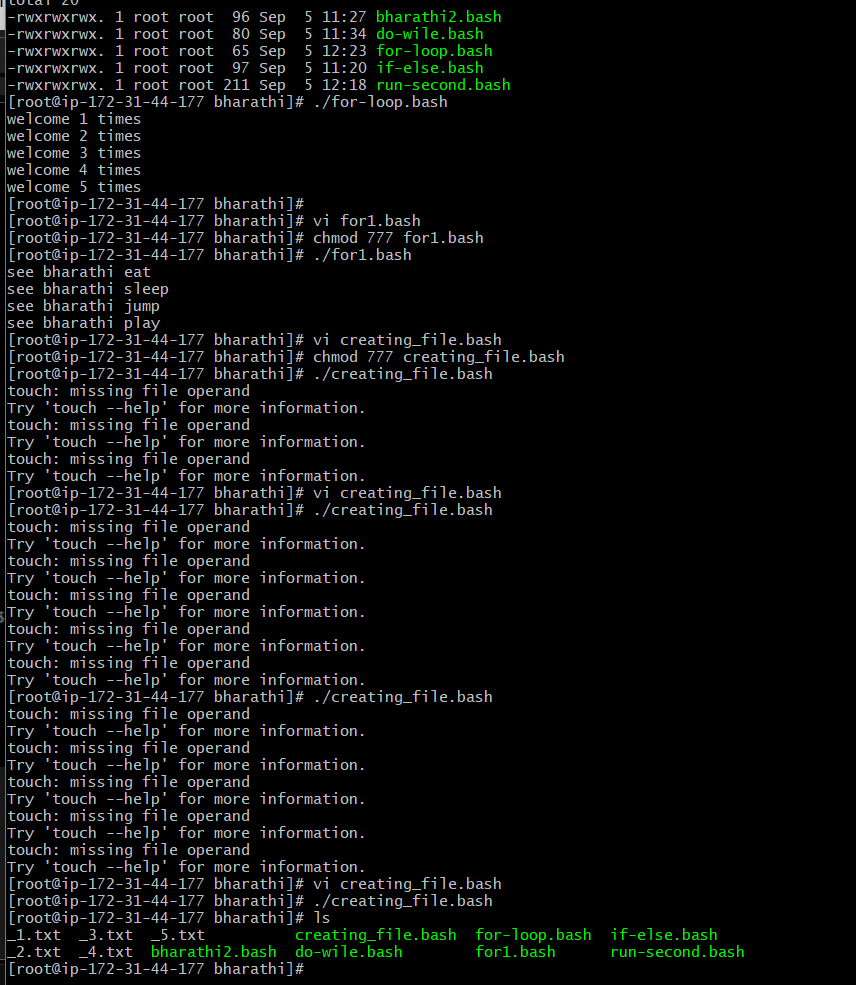 total 20
-rwxrwxrwx. 1 root root  96 Sep  5 11:27 bharathi2.bash
-rwxrwxrwx. 1 root root  80 Sep  5 11:34 do-wile.bash
-rwxrwxrwx. 1 root root  65 Sep  5 12:23 for-loop.bash
-rwxrwxrwx. 1 root root  97 Sep  5 11:20 if-else.bash
-rwxrwxrwx. 1 root root 211 Sep  5 12:18 run-second.bash
[root@ip-172-31-44-177 bharathi]# ./for-loop.bash
welcome 1 times
welcome 2 times
welcome 3 times
welcome 4 times
welcome 5 times
[root@ip-172-31-44-177 bharathi]#
[root@ip-172-31-44-177 bharathi]# vi for1.bash
[root@ip-172-31-44-177 bharathi]# chmod 777 for1.bash
[root@ip-172-31-44-177 bharathi]# ./for1.bash
see bharathi eat
see bharathi sleep
see bharathi jump
see bharathi play
[root@ip-172-31-44-177 bharathi]# vi creating_file.bash
[root@ip-172-31-44-177 bharathi]# chmod 777 creating_file.bash
[root@ip-172-31-44-177 bharathi]# ./creating_file.bash
touch: missing file operand
Try 'touch --help' for more information.
touch: missing file operand
Try 'touch --help' for more information.
touch: missing file operand
Try 'touch --help' for more information.
[root@ip-172-31-44-177 bharathi]# vi creating_file.bash
[root@ip-172-31-44-177 bharathi]# ./creating_file.bash
touch: missing file operand
Try 'touch --help' for more information.
touch: missing file operand
Try 'touch --help' for more information.
touch: missing file operand
Try 'touch --help' for more information.
touch: missing file operand
Try 'touch --help' for more information.
touch: missing file operand
Try 'touch --help' for more information.
[root@ip-172-31-44-177 bharathi]# ./creating_file.bash
touch: missing file operand
Try 'touch --help' for more information.
touch: missing file operand
Try 'touch --help' for more information.
touch: missing file operand
Try 'touch --help' for more information.
touch: missing file operand
Try 'touch --help' for more information.
touch: missing file operand
Try 'touch --help' for more information.
[root@ip-172-31-44-177 bharathi]# vi creating_file.bash
[root@ip-172-31-44-177 bharathi]# ./creating_file.bash
[root@ip-172-31-44-177 bharathi]# ls
_1.txt  _3.txt  _5.txt          creating_file.bash  for-loop.bash  if-else.bash
_2.txt  _4.txt  bharathi2.bash  do-wile.bash        for1.bash      run-second.bash
[root@ip-172-31-44-177 bharathi]#